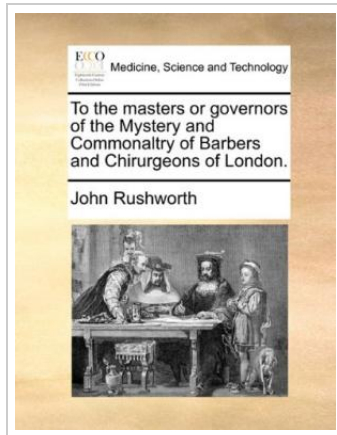 ECCO
Medicine, Science and Technology
To the masters or governors
of the Mystery and
Commonaltry of Barbers
and Chirurgeons of London.
John Rushworth